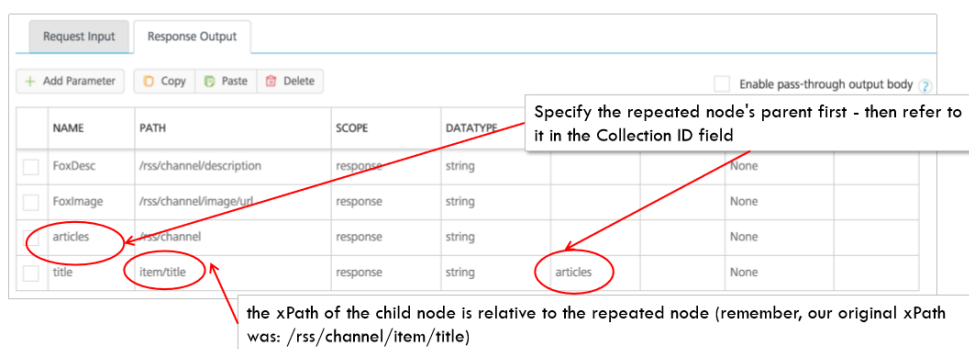 Request Input Response Output
+ Add Parameter Copy Paste Delete Enable pass-through output body ?
Specify the repeated node's parent first - then refer to
it in the Collection ID field
NAME PATH SCOPE DATATYPE
FoxDesc /rss/channel/description response string None
FoxImage /rss/channel/image/url response string None
articles /rss/channel response string None
title item/title response string articles None
the xPath of the child node is relative to the repeated node (remember, our original xPath
was: /rss/channel/item/title)